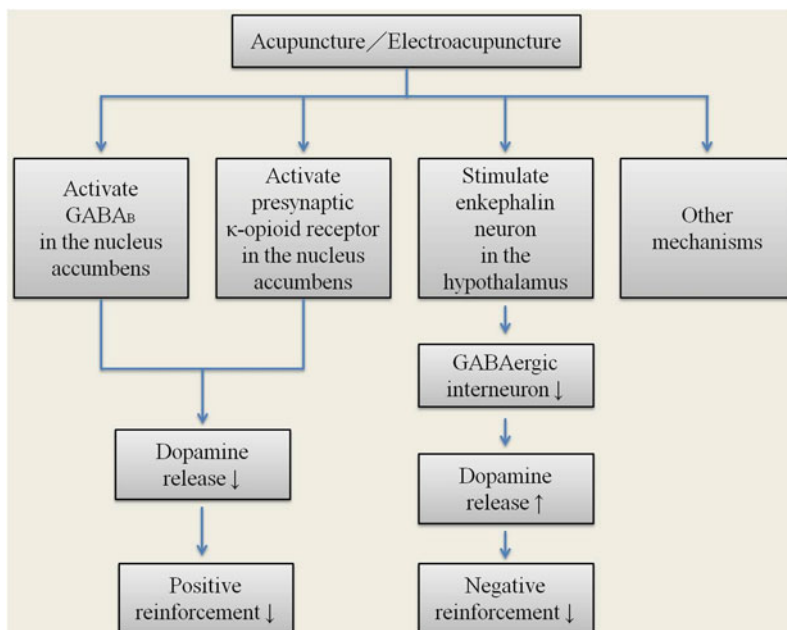 Acupuncture／Electroacupuncture
Activate
GABAB
in the nucleus
accumbens
Activate
presynaptic
κ-opioid receptor
in the nucleus
accumbens
Stimulate
enkephalin
neuron
in the
hypothalamus
Other
mechanisms
GABAergic
interneuron ↓
Dopamine
release ↓
Dopamine
release ↑
Positive
reinforcement ↓
Negative
reinforcement ↓